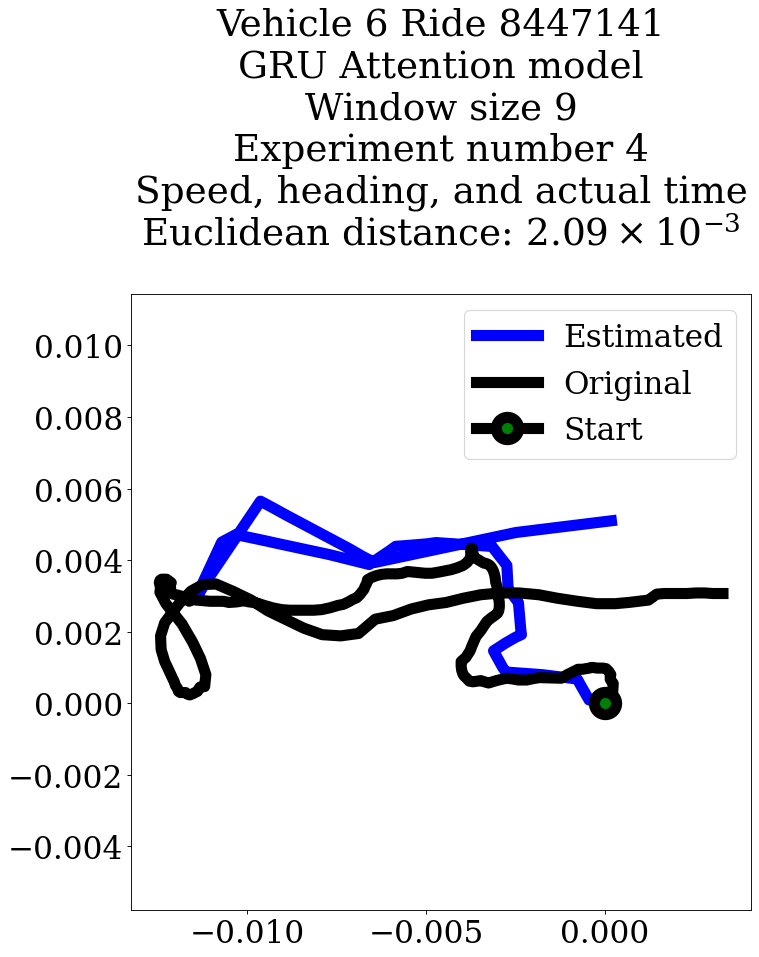 Vehicle 6 Ride 8447141
GRU Attention model
Window size 9
Experiment number 4
Speed, heading, and actual time
Euclidean distance: 2.09 × 10⁻³
Estimated
Original
Start
0.010
0.008
0.006
0.004
0.002
0.000
−0.002
−0.004
−0.010 −0.005 0.000